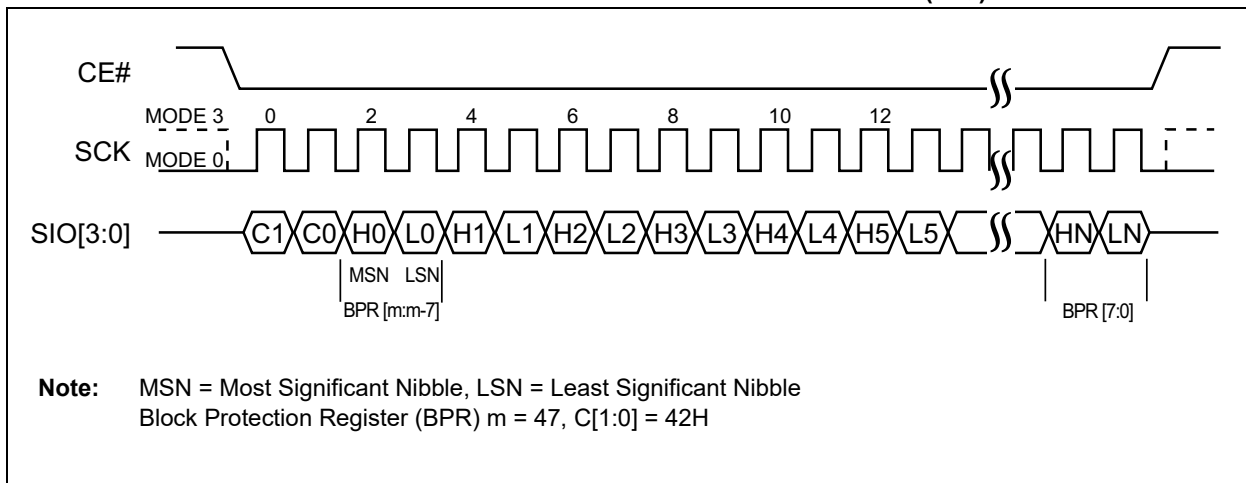 CE#
MODE 3 0 2 4 6 8 10 12
SCK
MODE 0
SIO[3:0] C1 C0 H0 L0 H1 L1 H2 L2 H3 L3 H4 L4 H5 L5 HN LN
MSN LSN
BPR [m:m-7] BPR [7:0]
Note: MSN = Most Significant Nibble, LSN = Least Significant Nibble
Block Protection Register (BPR) m = 47, C[1:0] = 42H